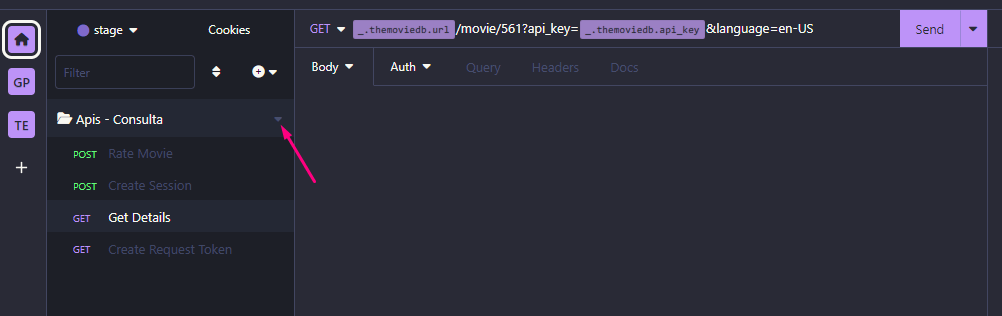 stage
Cookies
GET
_.themoviedb.url/movie/561?api_key=_.themoviedb.api_key&language=en-US
Send
GP
Filter
Body
Auth
Query
Headers
Docs
TE
Apis - Consulta
POST Rate Movie
POST Create Session
GET Get Details
GET Create Request Token